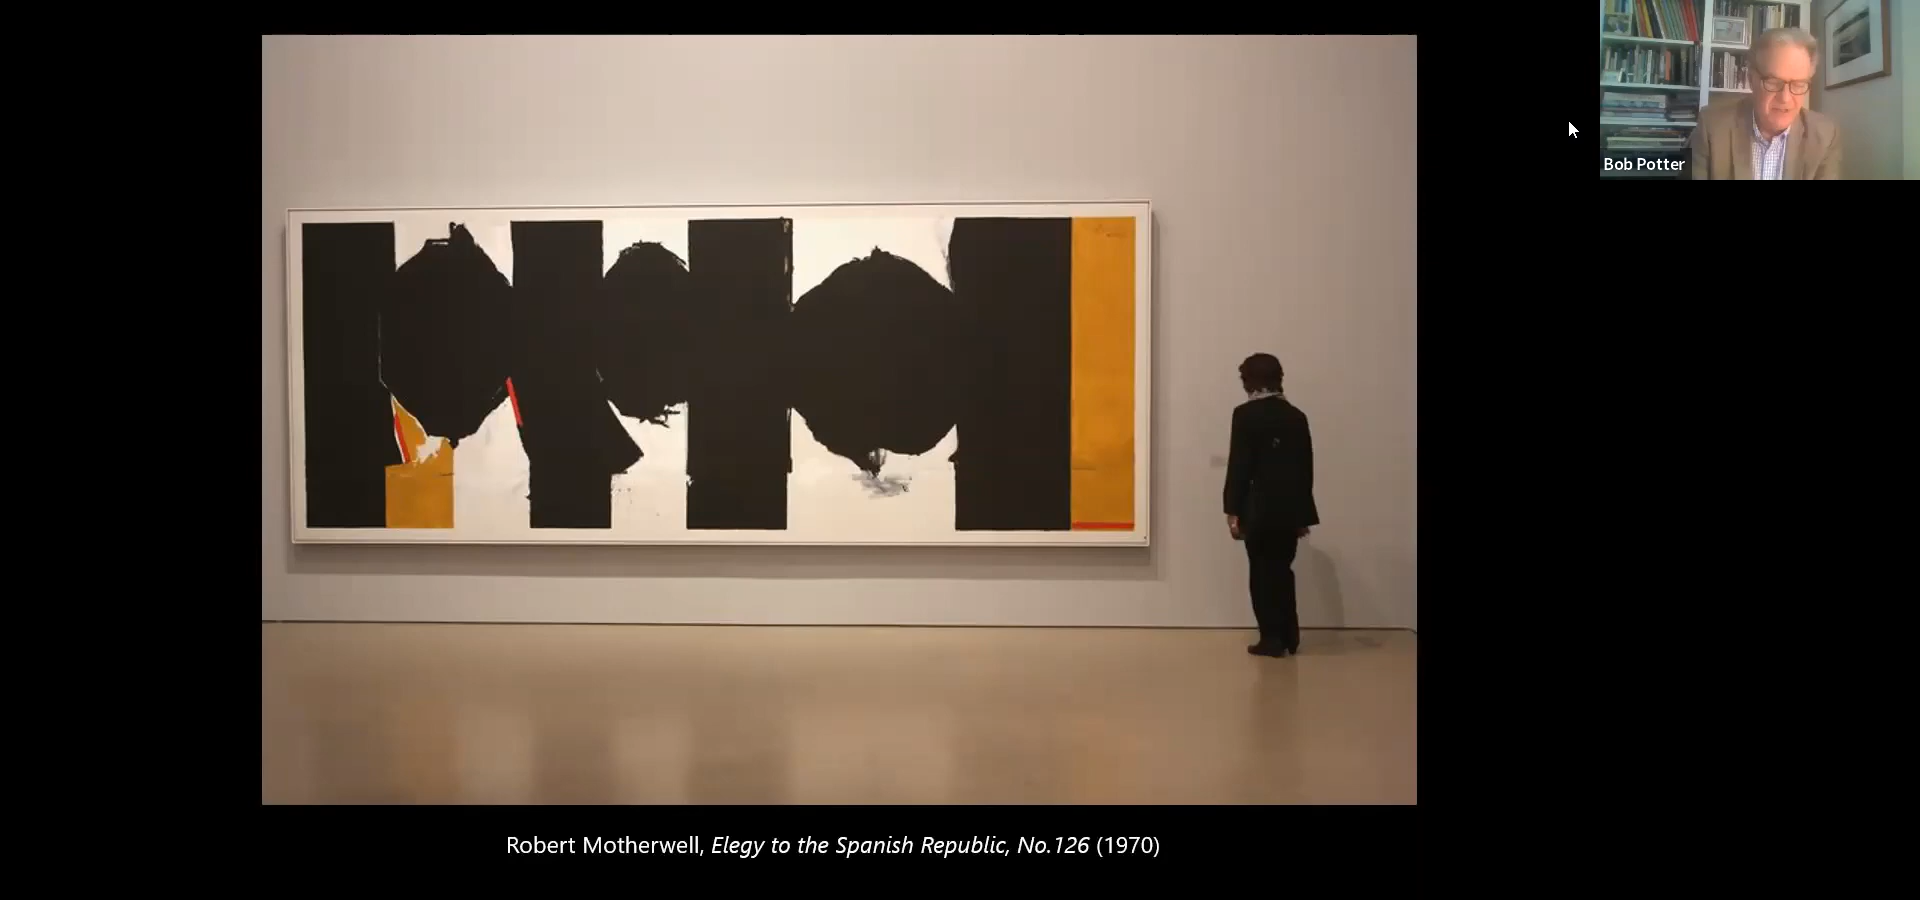 Bob Potter
Robert Motherwell, Elegy to the Spanish Republic, No.126 (1970)